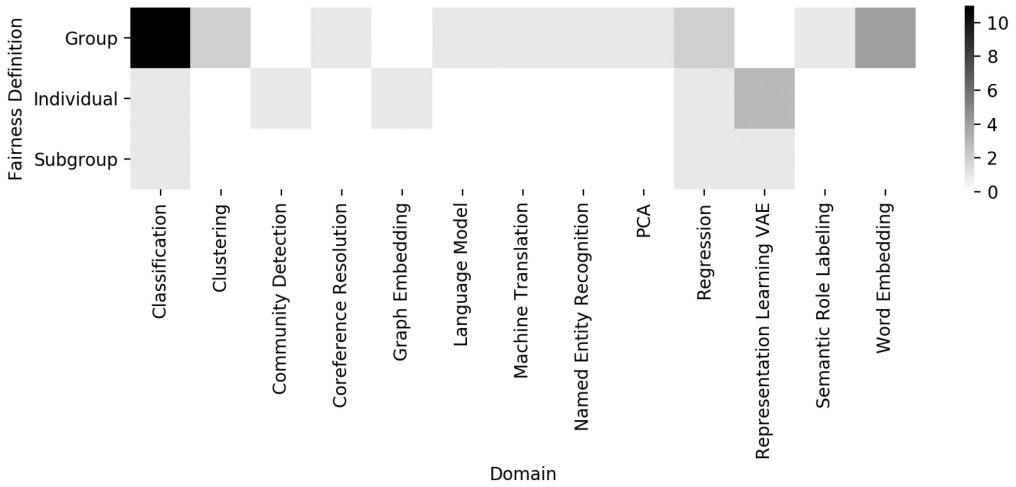 Fairness Definition
Group
Individual
Subgroup
Classification
Clustering
Community Detection
Coreference Resolution
Graph Embedding
Language Model
Machine Translation
Named Entity Recognition
PCA
Regression
Representation Learning VAE
Semantic Role Labeling
Word Embedding
Domain
10
8
6
4
2
0